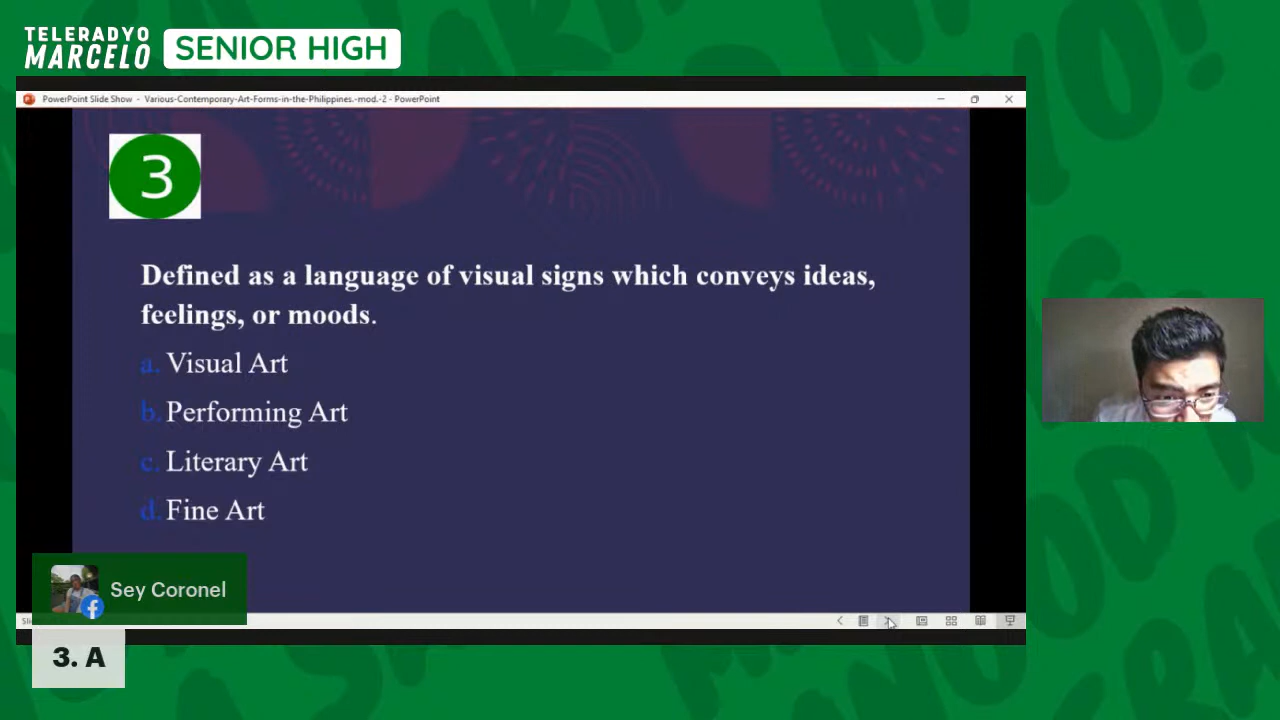 TELERADYO
MARCELO
SENIOR HIGH
PowerPoint Slide Show - Various-Contemporary-Art-Forms-in-the-Philippines.-mod.-2 - PowerPoint
3
Defined as a language of visual signs which conveys ideas,
feelings, or moods.
a. Visual Art
b. Performing Art
c. Literary Art
d. Fine Art
Sey Coronel
3. A